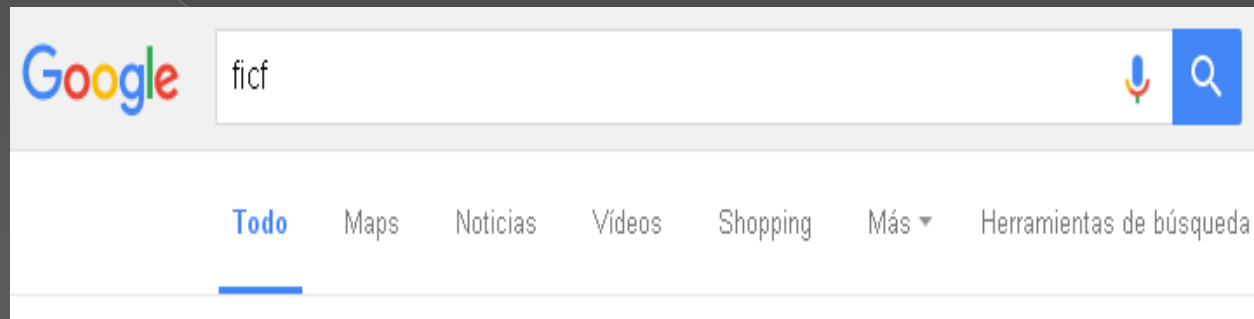 Google ficf
Todo Maps Noticias Vídeos Shopping Más Herramientas de búsqueda